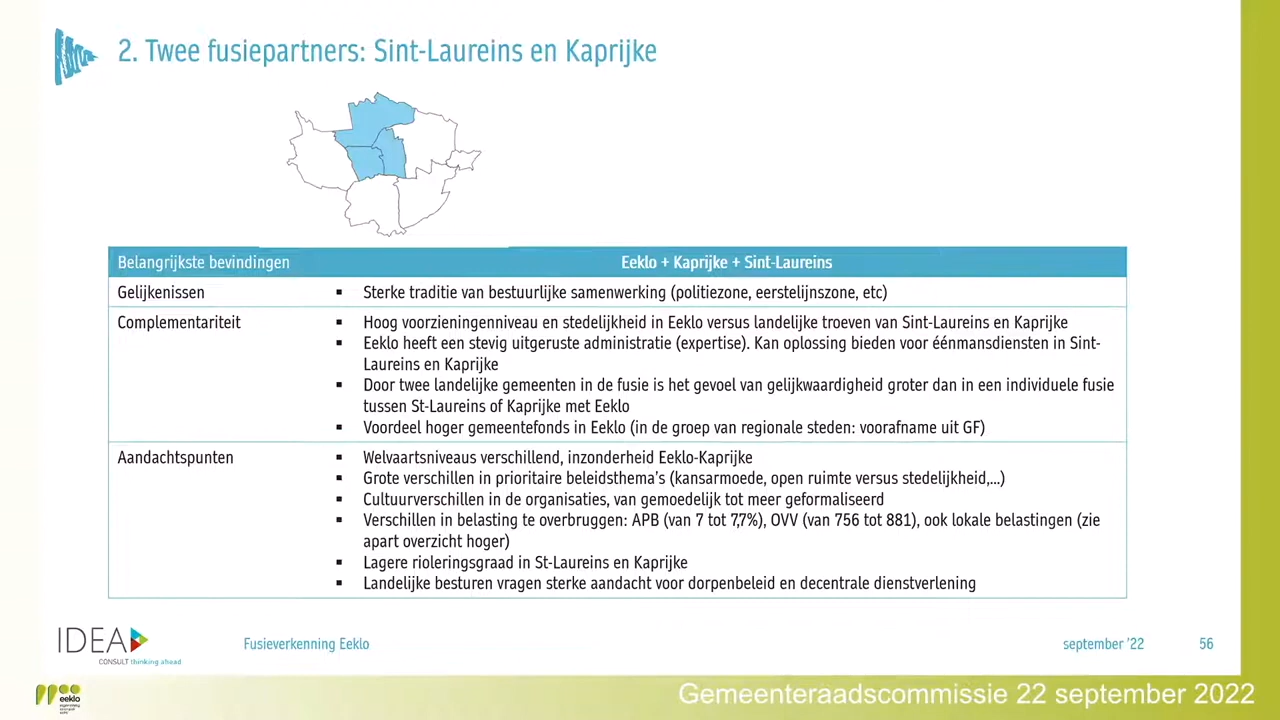 2. Twee fusiepartners: Sint-Laureins en Kaprijke
Belangrijkste bevindingen
Eeklo + Kaprijke + Sint-Laureins
Gelijkenissen
▪ Sterke traditie van bestuurlijke samenwerking (politiezone, eerstelijnszone, etc)
Complementariteit
▪ Hoog voorzieningenniveau en stedelijkheid in Eeklo versus landelijke troeven van Sint-Laureins en Kaprijke
▪ Eeklo heeft een stevig uitgeruste administratie (expertise). Kan oplossing bieden voor éénmansdiensten in Sint-
Laureins en Kaprijke
▪ Door twee landelijke gemeenten in de fusie is het gevoel van gelijkwaardigheid groter dan in een individuele fusie
tussen St-Laureins of Kaprijke met Eeklo
▪ Voordeel hoger gemeentefonds in Eeklo (in de groep van regionale steden: voorafname uit GF)
Aandachtspunten
▪ Welvaartsniveaus verschillend, inzonderheid Eeklo-Kaprijke
▪ Grote verschillen in prioritaire beleidsthema's (kansarmoede, open ruimte versus stedelijkheid,...)
▪ Cultuurverschillen in de organisaties, van gemoedelijk tot meer geformaliseerd
▪ Verschillen in belasting te overbruggen: APB (van 7 tot 7,7%), OVV (van 756 tot 881), ook lokale belastingen (zie
apart overzicht hoger)
▪ Lagere rioleringsgraad in St-Laureins en Kaprijke
▪ Landelijke besturen vragen sterke aandacht voor dorpenbeleid en decentrale dienstverlening
IDEA
CONSULT thinking ahead
Fusieverkenning Eeklo
september '22
56
eeklo
Gemeenteraadscommissie 22 september 2022